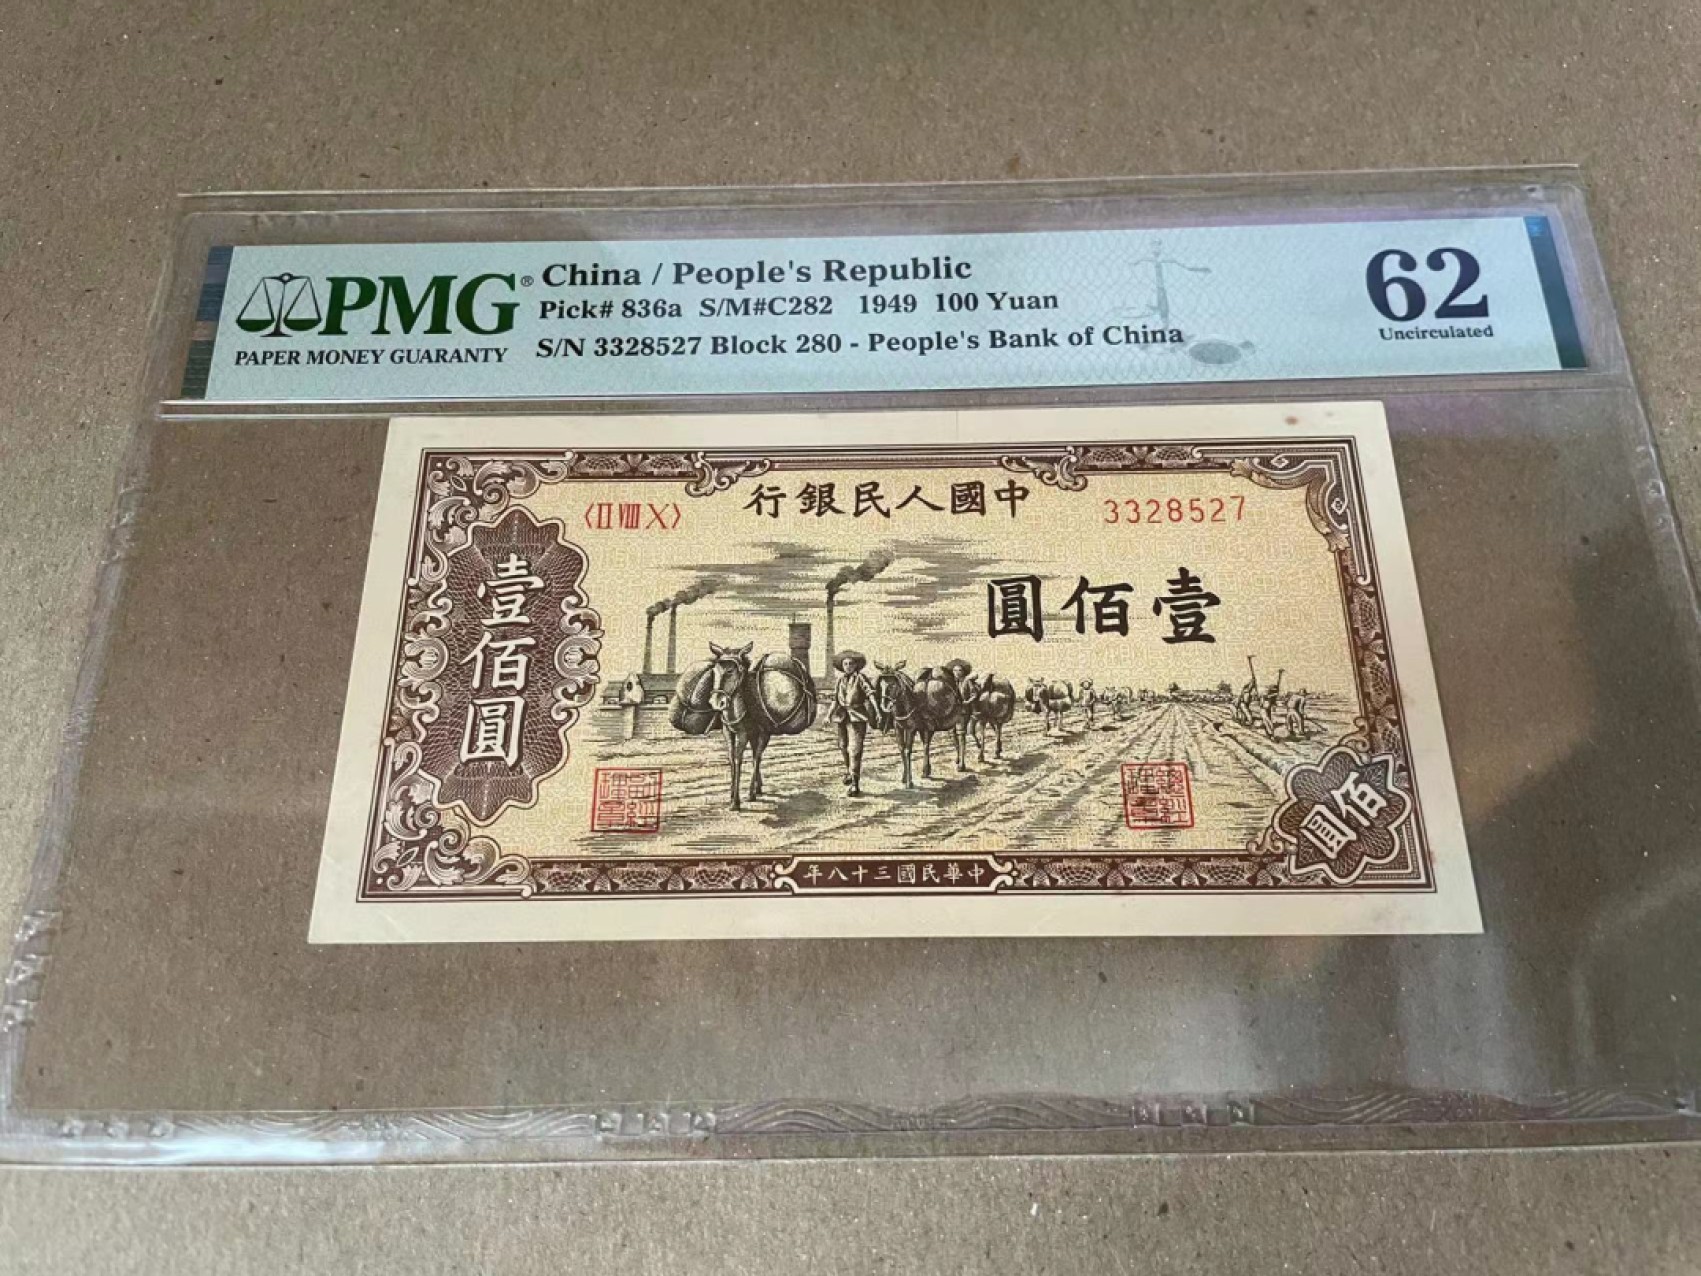 PMG® China / People's Republic
Pick# 836a S/M#C282 1949 100 Yuan
S/N 3328527 Block 280 - People's Bank of China
PAPER MONEY GUARANTY
62
Uncirculated
行銀民人國中
〈II VIII X〉
3328527
圓佰壹
壹佰圓
佰圓
年八十三國民華中